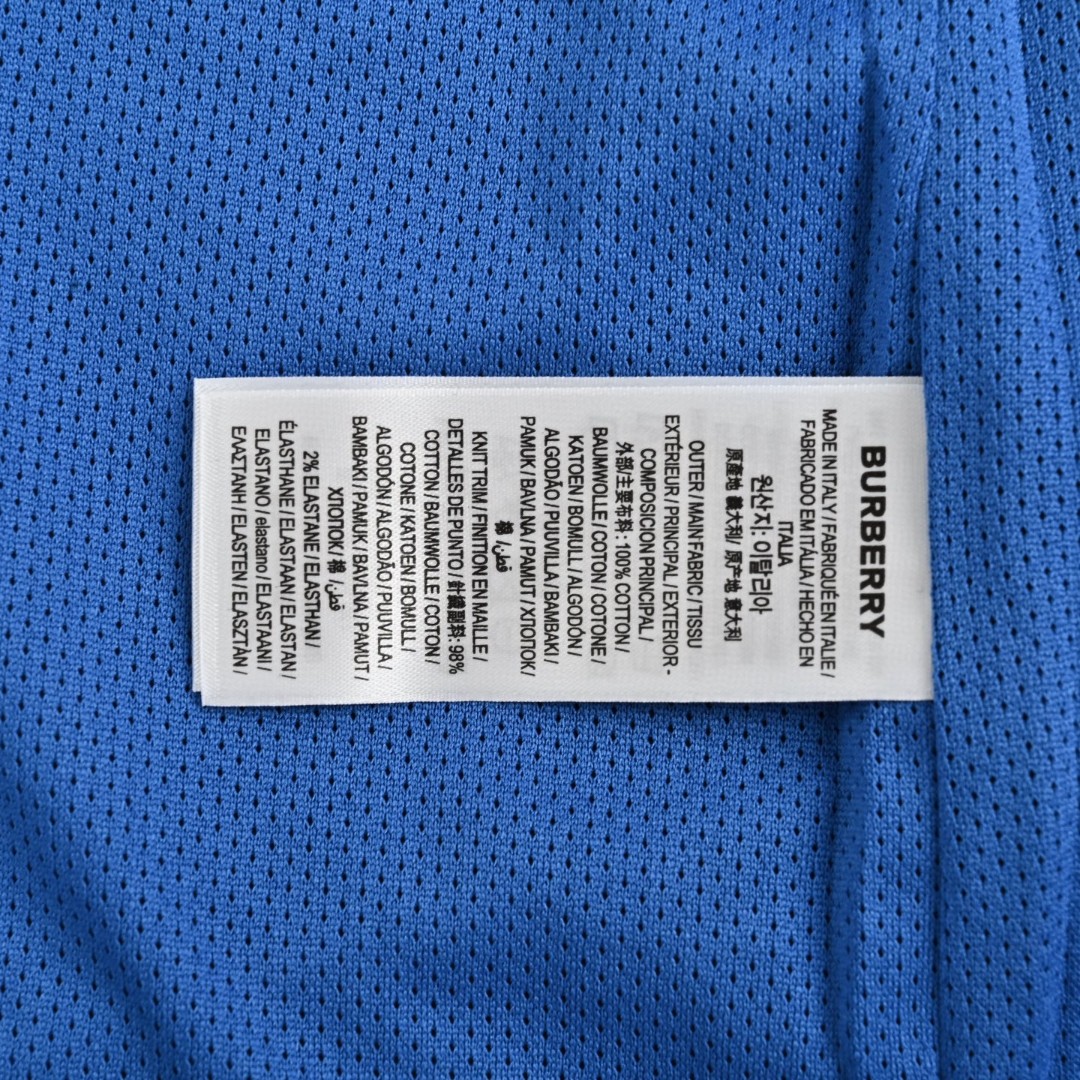 BURBERRY
MADE IN ITALY / FABRIQUÉ EN ITALIE /
FABRICADO EM ITÁLIA / HECHO EN
ITALIA
원산지: 이탈리아
原產地 義大利/ 原产地 意大利
OUTER / MAIN FABRIC / TISSU
EXTÉRIEUR / PRINCIPAL / EXTERIOR -
COMPOSICION PRINCIPAL /
外部/主要布料 : 100% COTTON /
BAUMWOLLE / COTON / COTONE /
KATOEN / BOMULL / ALGODÓN /
ALGODÃO / PUUVILLA / BAMBAKI /
PAMUK / BAVLNA / PAMUT / ХІТОПОК /
棉 / قطن
KNIT TRIM / FINITION EN MAILLE /
DETALLES DE PUNTO / 針織副料: 98%
COTTON / BAUMWOLLE / COTON /
COTONE / KATOEN / BOMULL /
ALGODÓN / ALGODÃO / PUUVILLA /
BAMBAKI / PAMUK / BAVLNA / PAMUT /
ХІТОПОК / 棉 / قطن
2% ELASTANE / ELASTHAN /
ÉLASTHANE / ELASTAAN / ELASTAN /
ELASTANO / elastano / ELASTAANI /
ΕΛΑΣΤΑΝΗ / ELASTEN / ELASZTÁN /